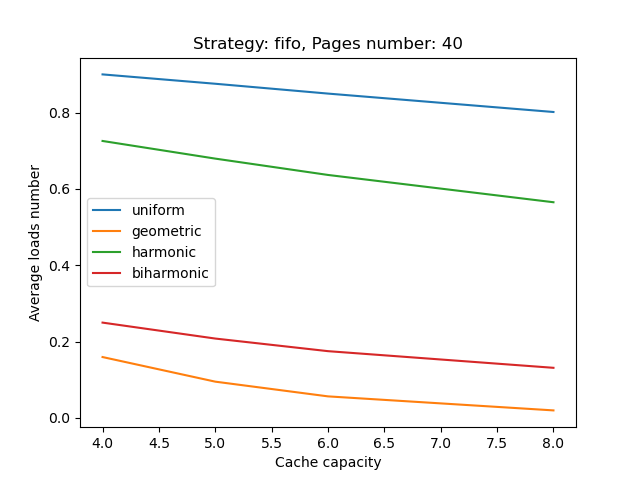 Strategy: fifo, Pages number: 40
Average loads number
0.8
0.6
0.4
0.2
0.0
uniform
geometric
harmonic
biharmonic
4.0 4.5 5.0 5.5 6.0 6.5 7.0 7.5 8.0
Cache capacity